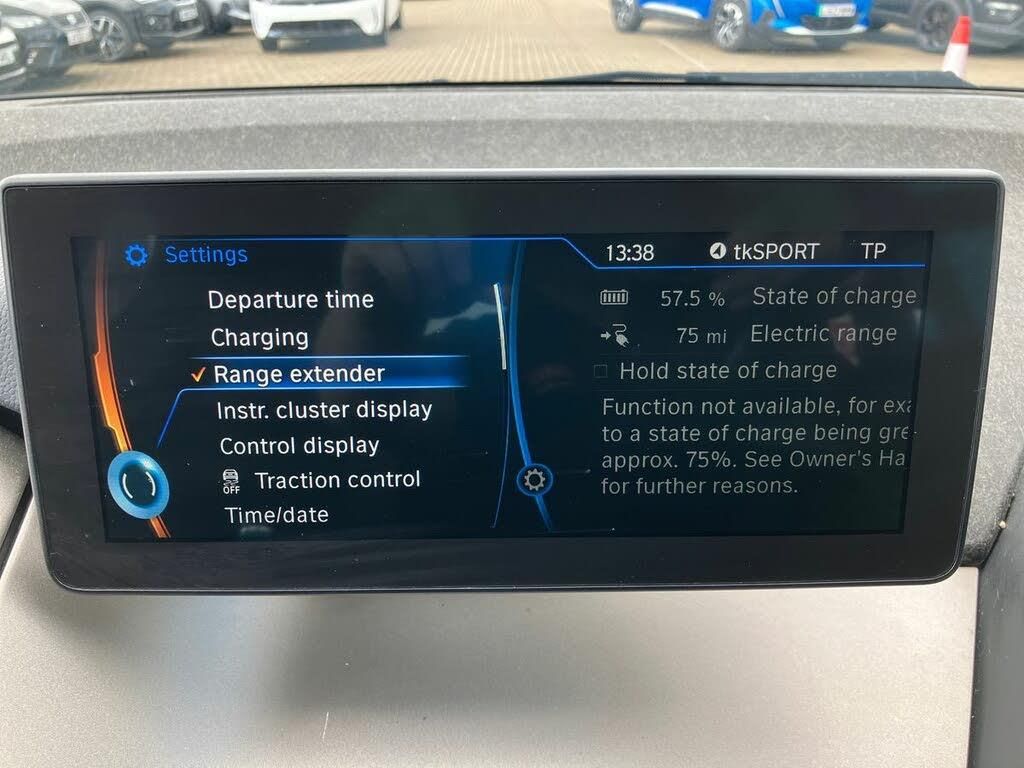 Settings
13:38
tkSPORT
TP
Departure time
Charging
Range extender
Instr. cluster display
Control display
OFF Traction control
Time/date
57.5 % State of charge
75 mi Electric range
Hold state of charge
Function not available, for exa
to a state of charge being gre
approx. 75%. See Owner's Ha
for further reasons.